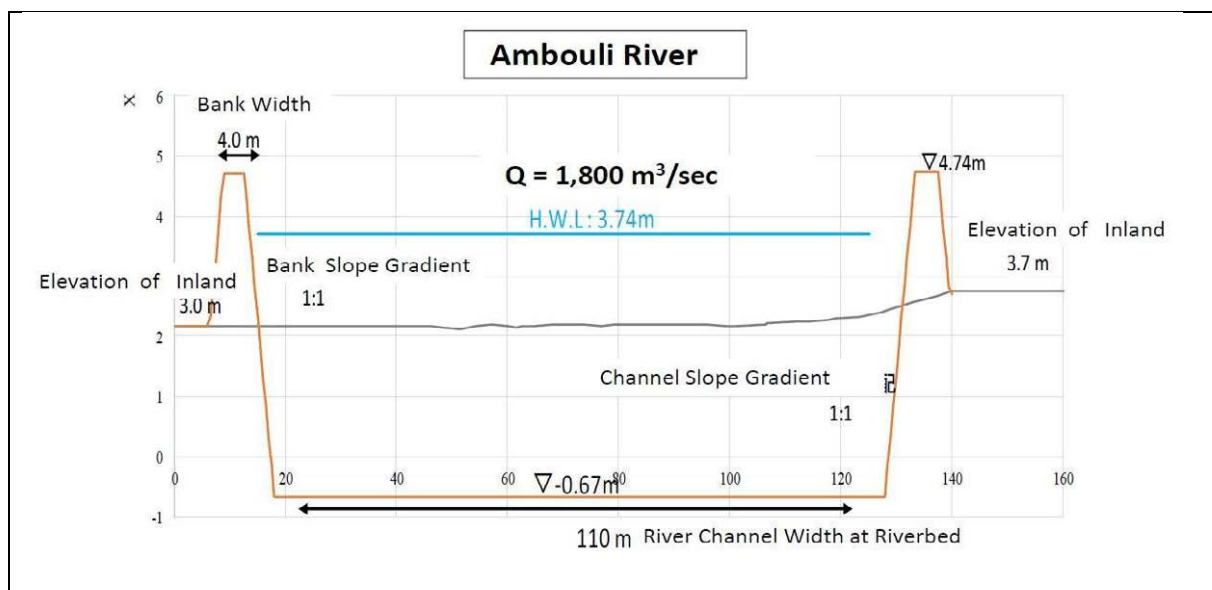 Ambouli River
X
6
Bank Width
4.0 m
5
▽4.74m
Q = 1,800 m³/sec
4
H.W.L: 3.74m
Elevation of Inland
3.7 m
Bank Slope Gradient
Elevation of Inland
3.0 m
1:1
2
Channel Slope Gradient
1
1:1
0
0
20
40
60
80
100
120
140
160
▽-0.67m
-1
110 m River Channel Width at Riverbed